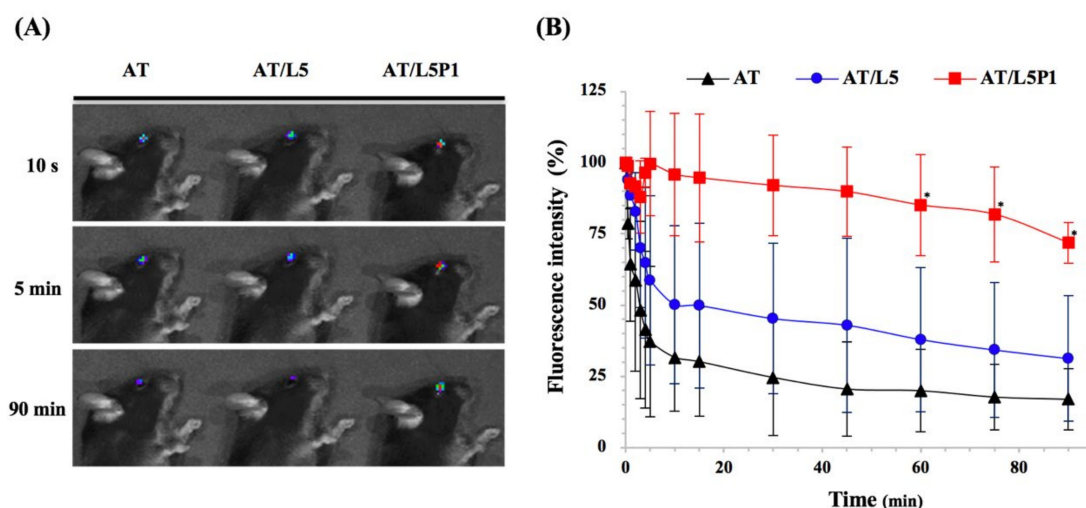 (A)
AT AT/L5 AT/L5P1
10 s
5 min
90 min
(B)
AT AT/L5 AT/L5P1
125
100
75
50
25
0
0 20 40 60 80
* * *
Fluorescence intensity (%)
Time (min)